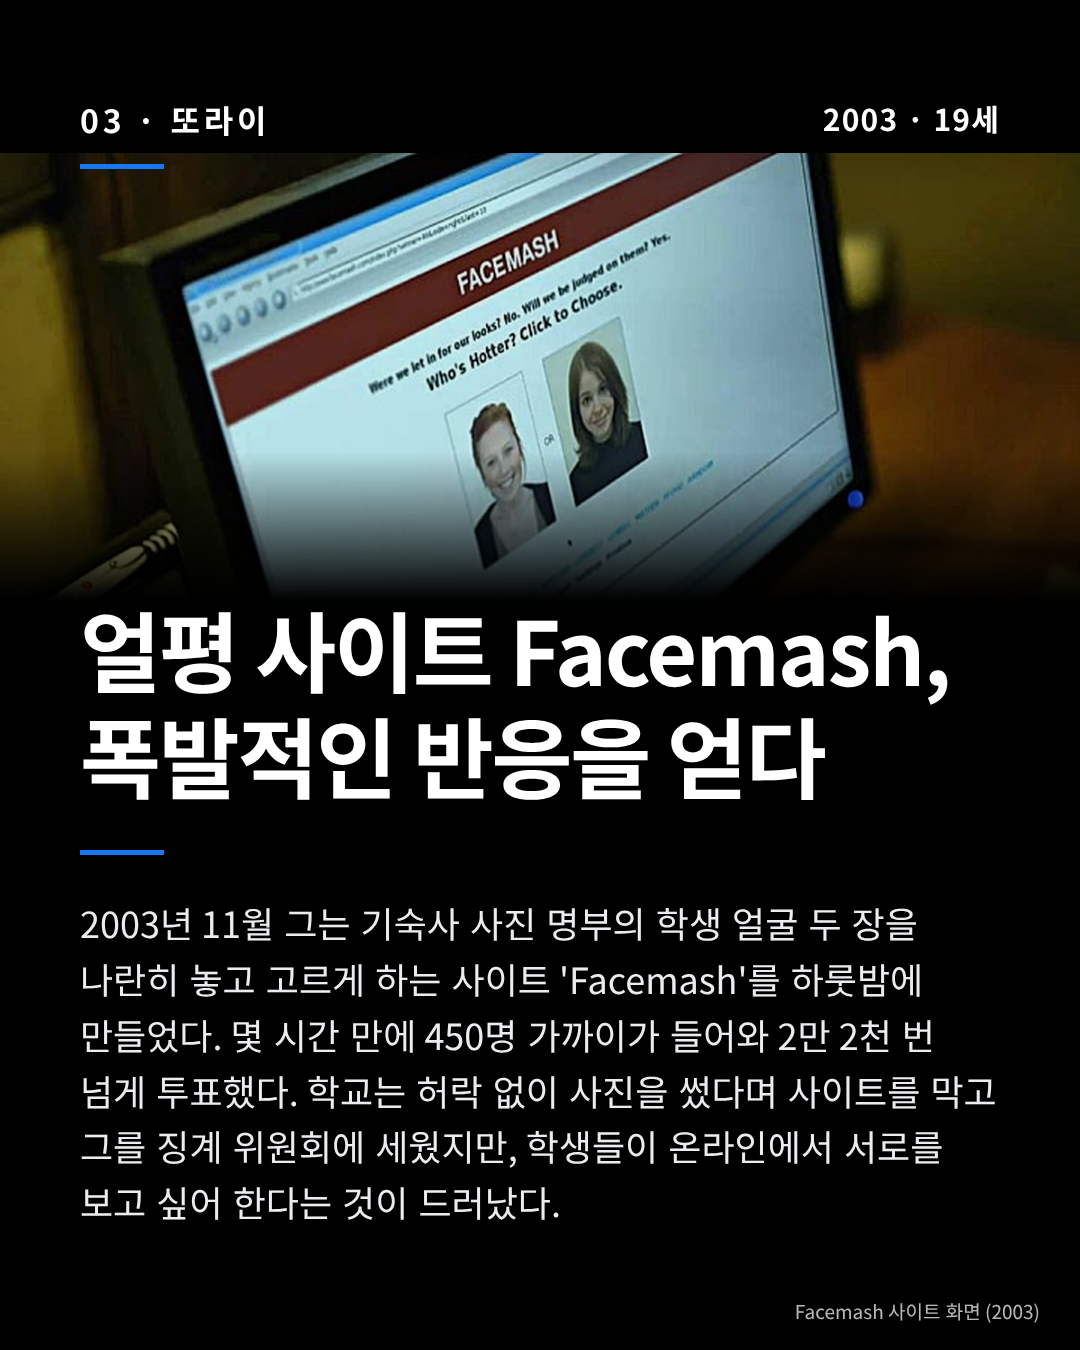 03 · 또라이
2003 · 19세
FACEMASH
Were we let in for our looks? No. Will we be judged on them? Yes.
Who's Hotter? Click to Choose.
OR
얼평 사이트 Facemash,
폭발적인 반응을 얻다
2003년 11월 그는 기숙사 사진 명부의 학생 얼굴 두 장을
나란히 놓고 고르게 하는 사이트 'Facemash'를 하룻밤에
만들었다. 몇 시간 만에 450명 가까이가 들어와 2만 2천 번
넘게 투표했다. 학교는 허락 없이 사진을 썼다며 사이트를 막고
그를 징계 위원회에 세웠지만, 학생들이 온라인에서 서로를
보고 싶어 한다는 것이 드러났다.
Facemash 사이트 화면 (2003)